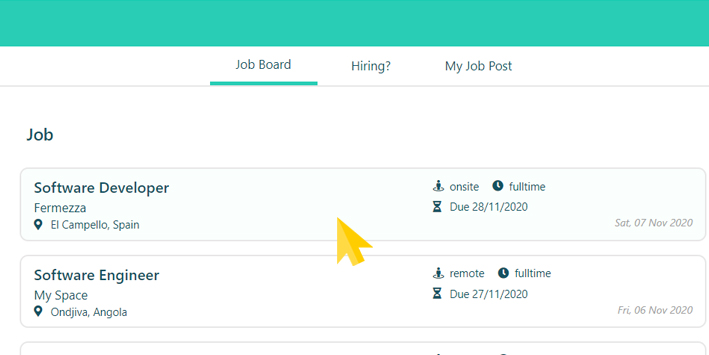 Job Board Hiring? My Job Post
Job
Software Developer
Fermezza
El Campello, Spain
onsite fulltime
Due 28/11/2020
Sat, 07 Nov 2020
Software Engineer
My Space
Ondjiva, Angola
remote fulltime
Due 27/11/2020
Fri, 06 Nov 2020